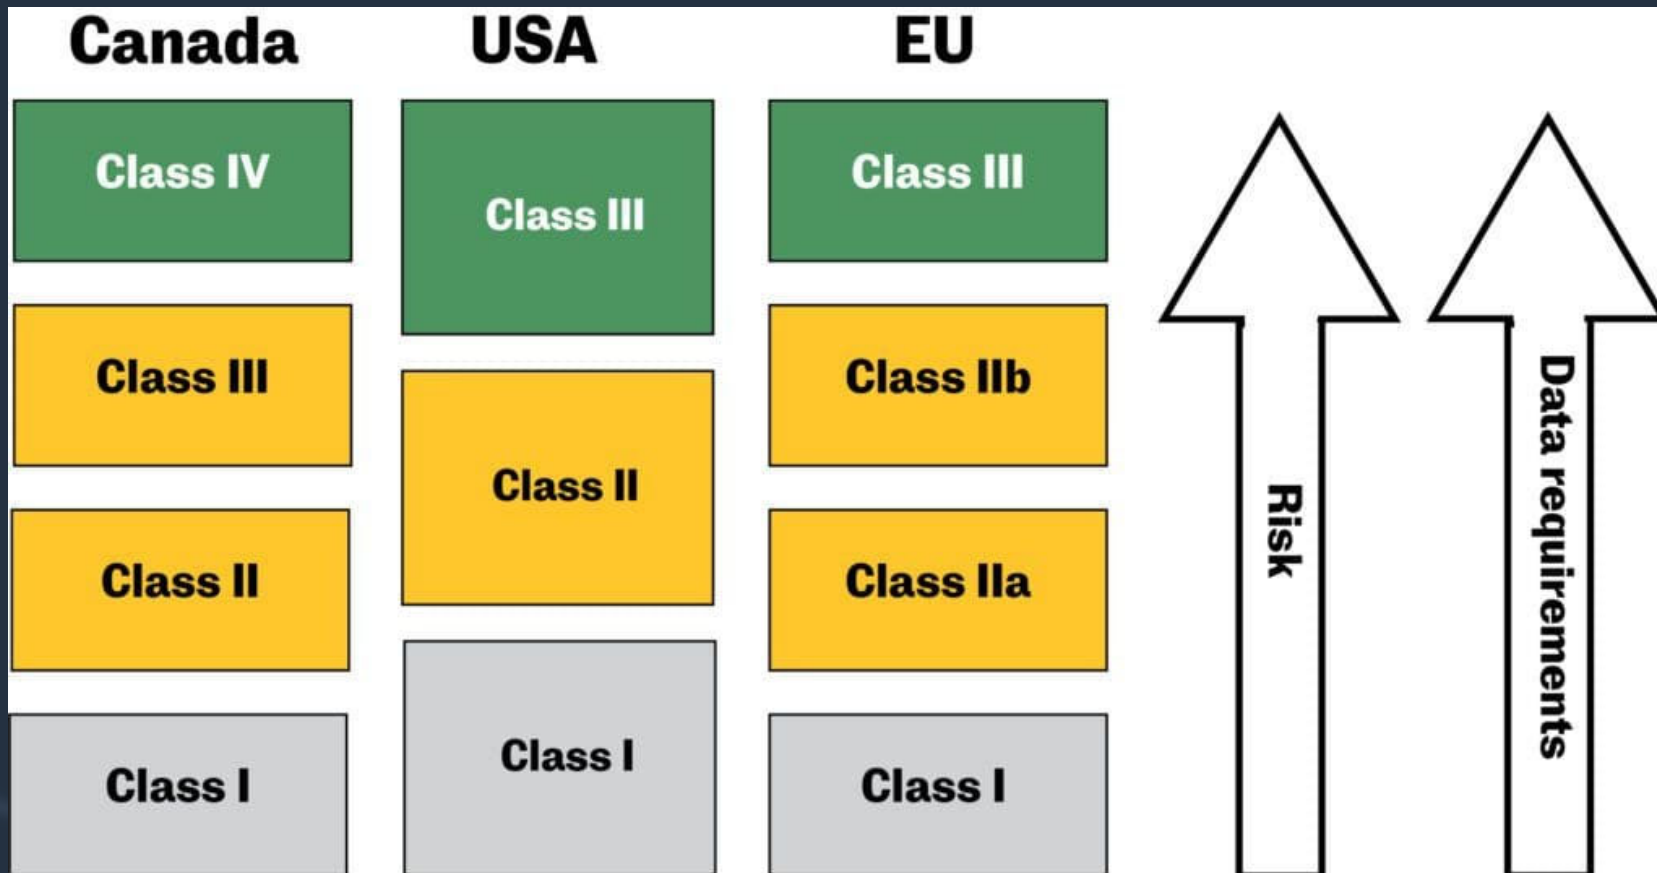 Canada
USA
EU
Class IV
Class III
Class III
Class III
Class IIb
Class II
Class II
Class IIa
Class I
Class I
Class I
Risk
Data requirements